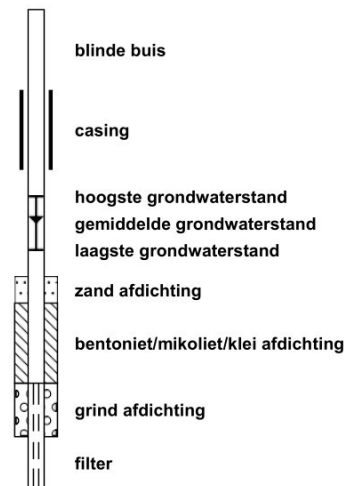 blinde buis
casing
hoogste grondwaterstand
gemiddelde grondwaterstand
laagste grondwaterstand
zand afdichting
bentoniet/mikoliet/klei afdichting
grind afdichting
filter